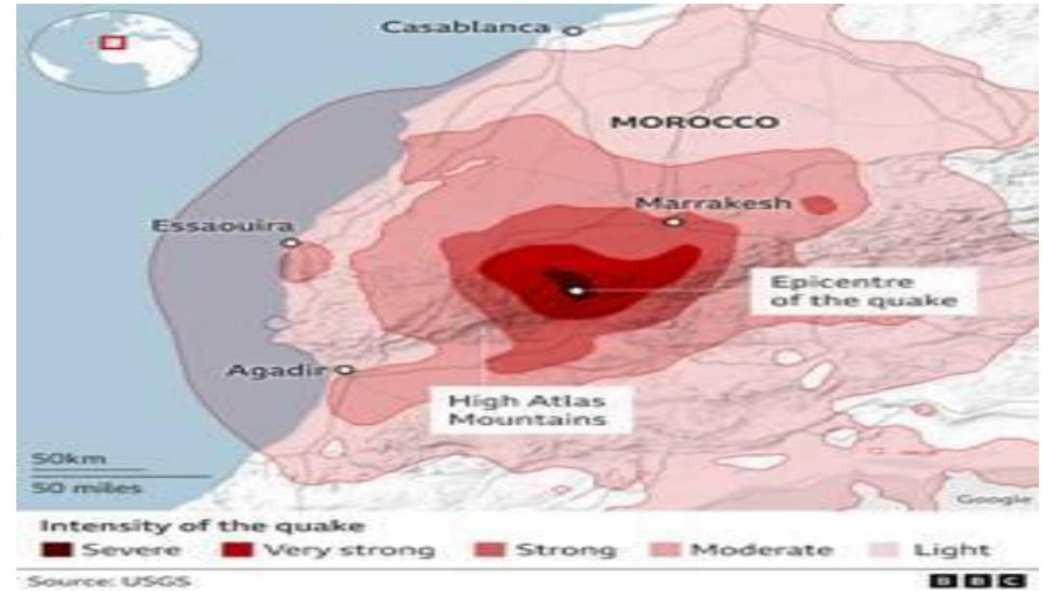 Casablanca
MOROCCO
Marrakesh
Essaouira
Epicentre
of the quake
Agadir
High Atlas
Mountains
50km
50 miles
Google
Intensity of the quake
Severe
Very strong
Strong
Moderate
Light
Source: USGS
BBC